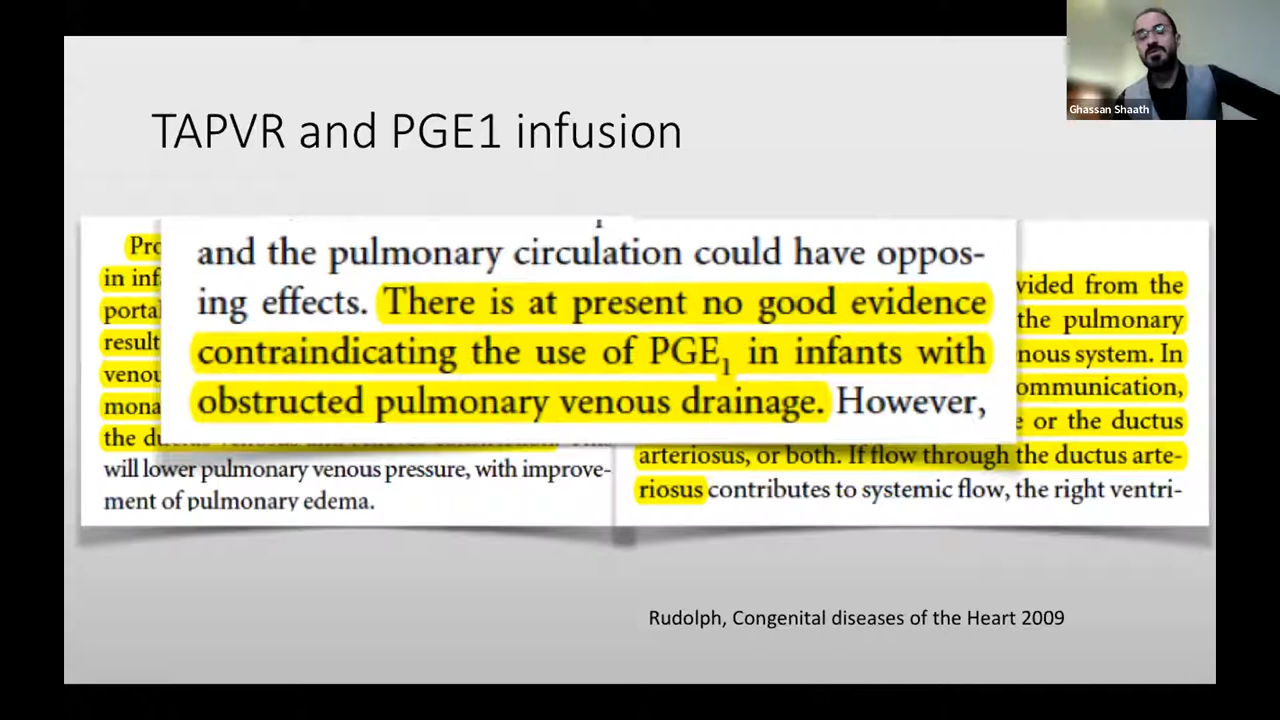 Ghassan Shaath
TAPVR and PGE1 infusion
and the pulmonary circulation could have oppos-
ing effects. There is at present no good evidence
contraindicating the use of PGE1 in infants with
obstructed pulmonary venous drainage. However,
in
portal
result
the
will lower pulmonary venous pressure, with improve-
ment of pulmonary edema.
from the
the pulmonary
system. In
or the ductus
arteriosus, or both. If flow through the ductus arte-
riosus contributes to systemic flow, the right ventri-
Rudolph, Congenital diseases of the Heart 2009